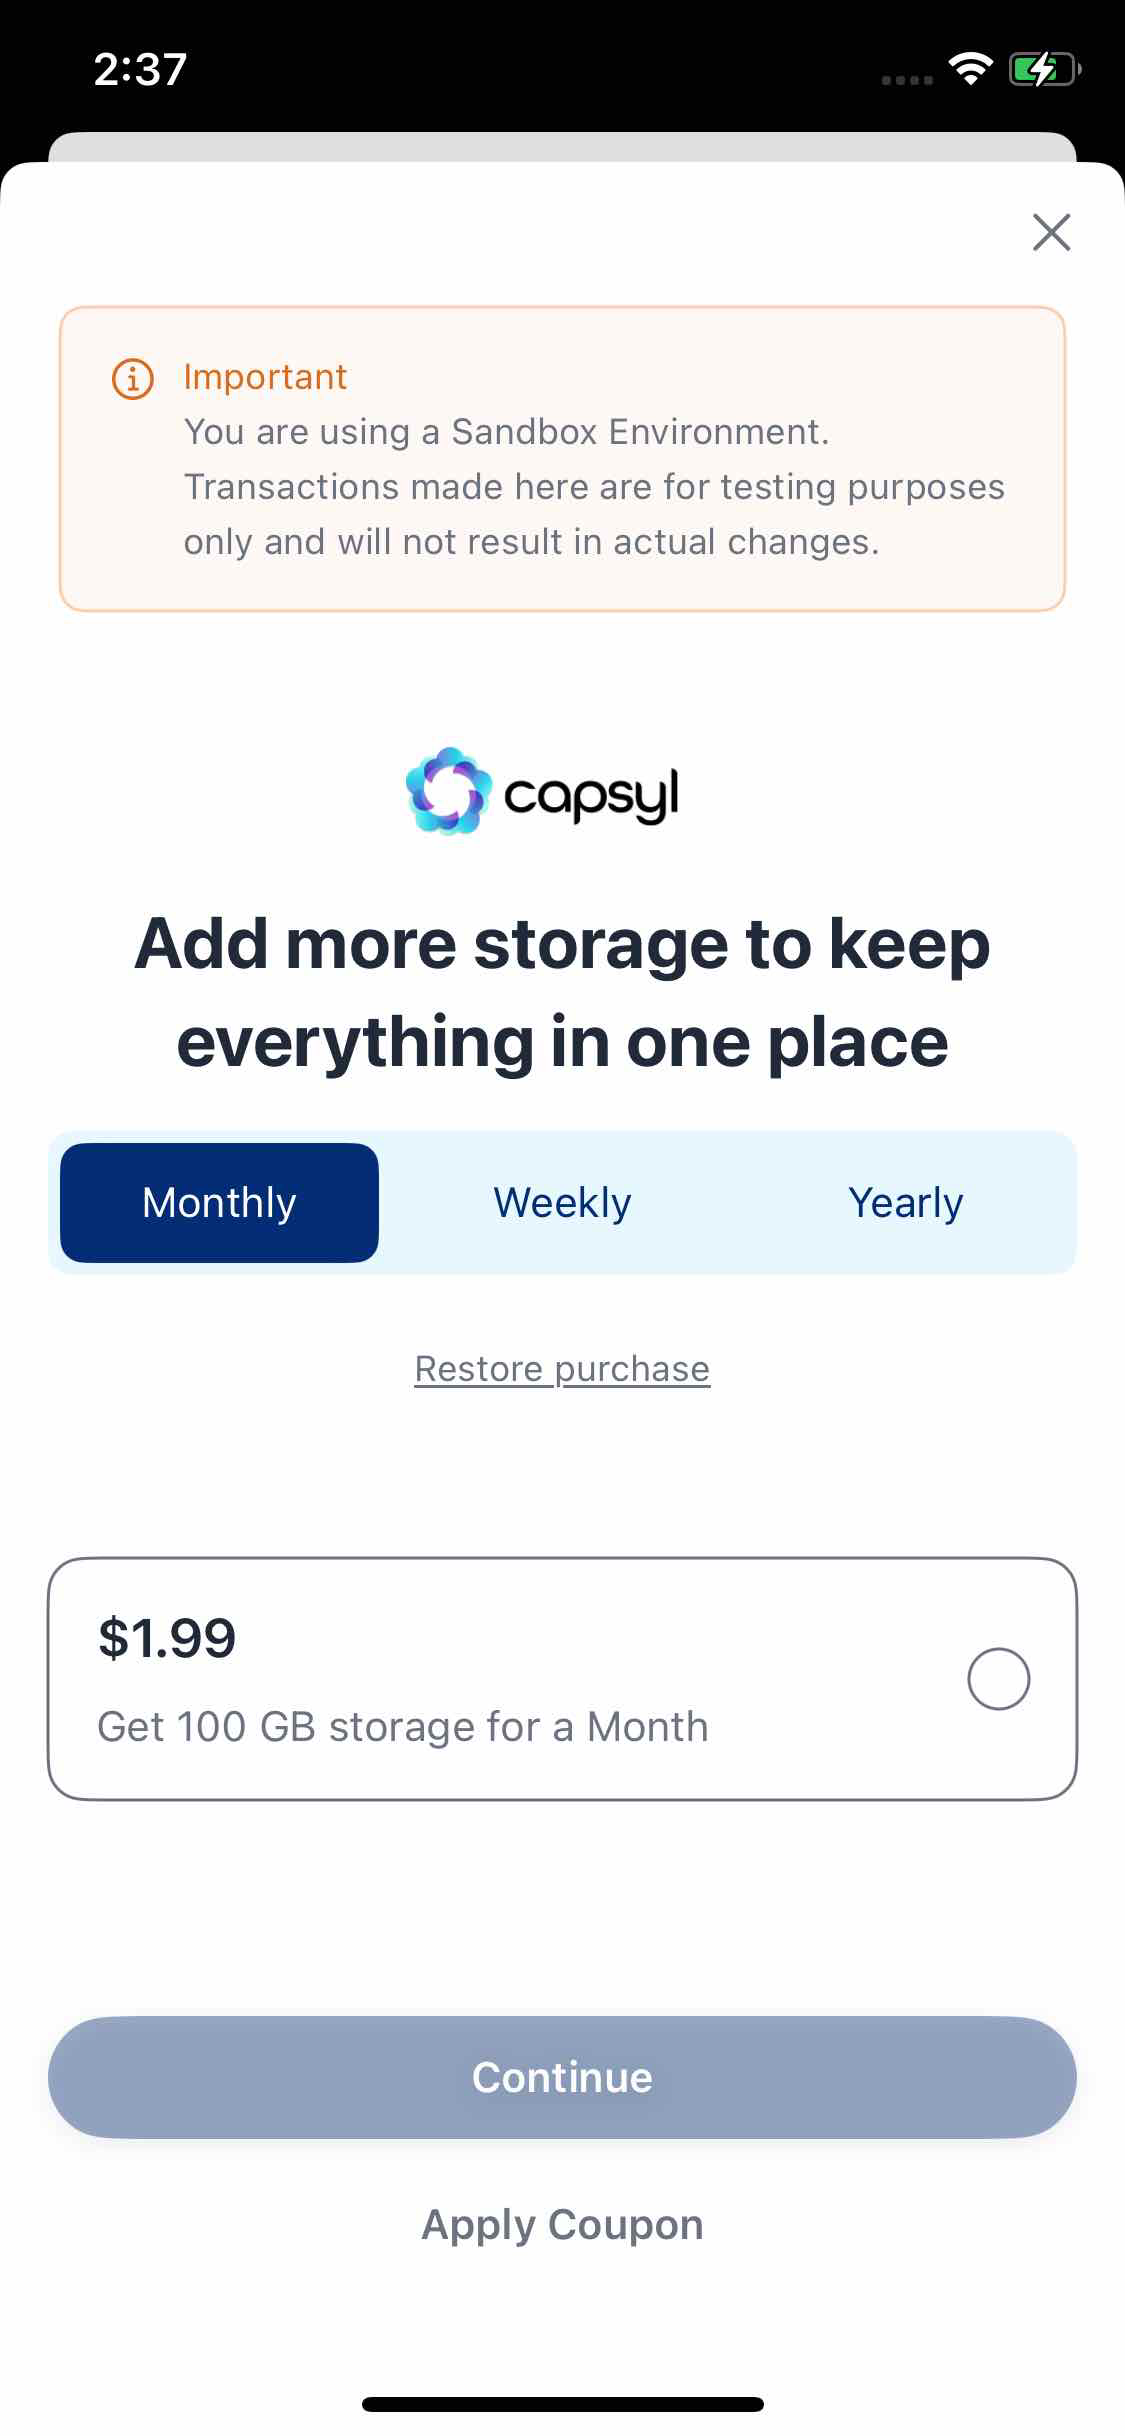 2:37
Important
You are using a Sandbox Environment.
Transactions made here are for testing purposes
only and will not result in actual changes.
capsyl
Add more storage to keep
everything in one place
Monthly
Weekly
Yearly
Restore purchase
$1.99
Get 100 GB storage for a Month
Continue
Apply Coupon